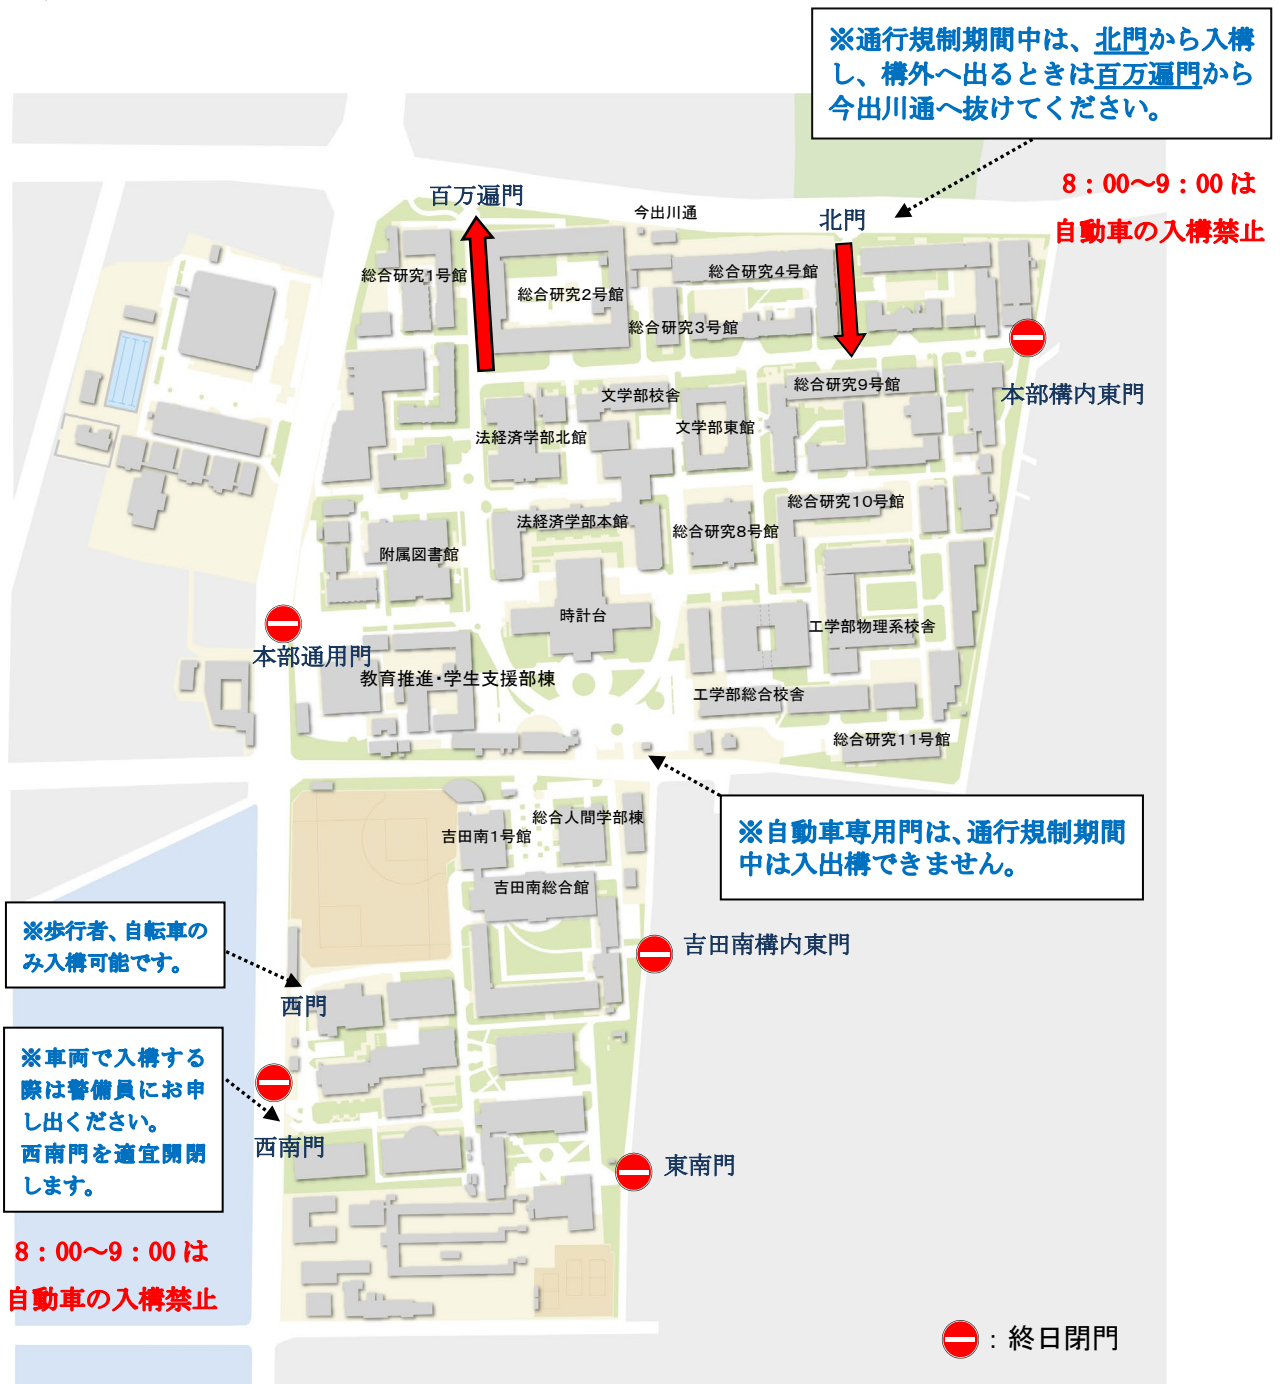 ※通行規制期間中は、北門から入構
し、構外へ出るときは百万遍門から
今出川通へ抜けてください。
8：00～9：00 は
自動車の入構禁止
百万遍門
今出川通
北門
総合研究1号館
総合研究2号館
総合研究4号館
総合研究3号館
総合研究9号館
本部構内東門
文学部校舎
文学部東館
法経済学部北館
総合研究10号館
法経済学部本館
総合研究8号館
附属図書館
時計台
工学部物理系校舎
本部通用門
教育推進・学生支援部棟
工学部総合校舎
総合研究11号館
※自動車専用門は、通行規制期間
中は入出構できません。
総合人間学部棟
吉田南1号館
吉田南総合館
※歩行者、自転車の
み入構可能です。
吉田南構内東門
西門
※車両で入構する
際は警備員にお申
し出ください。
西南門を適宜開閉
します。
西南門
東南門
8：00～9：00 は
自動車の入構禁止
：終日閉門